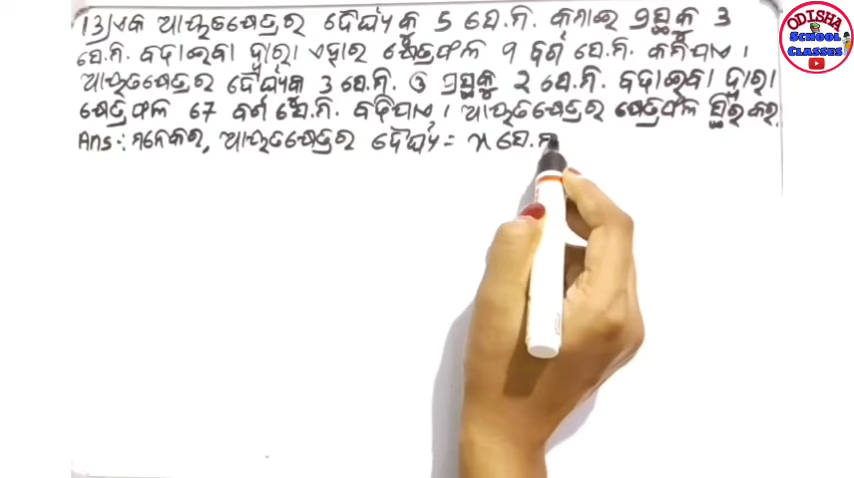 13) ଏକ ଆୟତକ୍ଷେତ୍ରର ଦୈର୍ଘ୍ୟକୁ 5 ସେ.ମି. କମାଇ ପ୍ରସ୍ଥକୁ 3
ସେ.ମି. ବଢାଇବା ଦ୍ୱାରା ଏହାର କ୍ଷେତ୍ରଫଳ 9 ବର୍ଗ ସେ.ମି. କମିଯାଏ ।
ଆୟତକ୍ଷେତ୍ରର ଦୈର୍ଘ୍ୟକୁ 3 ସେ.ମି. ଓ ପ୍ରସ୍ଥକୁ 2 ସେ.ମି. ବଢାଇବା ଦ୍ୱାରା
କ୍ଷେତ୍ରଫଳ 67 ବର୍ଗ ସେ.ମି. ବଢିଯାଏ । ଆୟତକ୍ଷେତ୍ରର କ୍ଷେତ୍ରଫଳ ସ୍ଥିର କର
Ans:- ମନେକର, ଆୟତକ୍ଷେତ୍ରର ଦୈର୍ଘ୍ୟ = x ସେ.ମ
ODISHA
SCHOOL
CLASSES